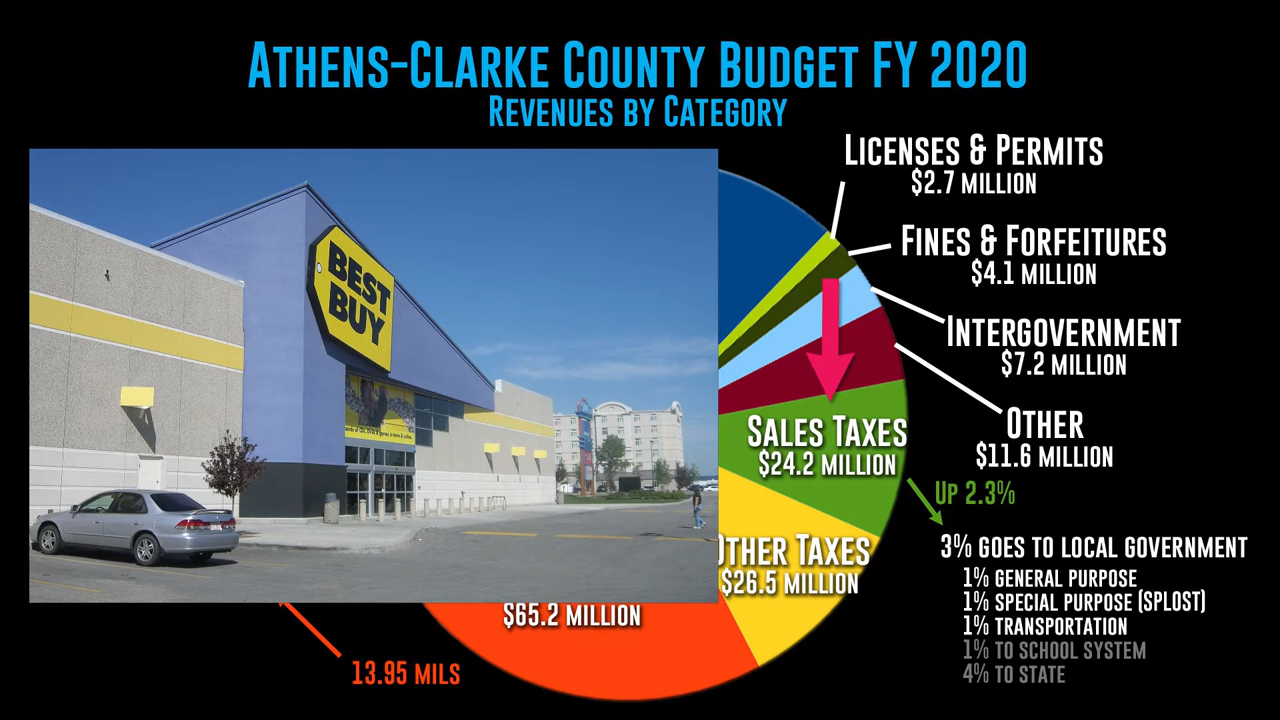 Athens-Clarke County Budget FY 2020
Revenues by Category
Licenses & Permits
$2.7 million
Fines & Forfeitures
$4.1 million
Intergovernment
$7.2 million
Other
$11.6 million
BEST
BUY
Sales Taxes
$24.2 million
Up 2.3%
3% goes to local government
1% general purpose
1% special purpose (SPLOST)
1% transportation
1% to school system
4% to state
Other Taxes
$26.5 million
$65.2 million
13.95 mils